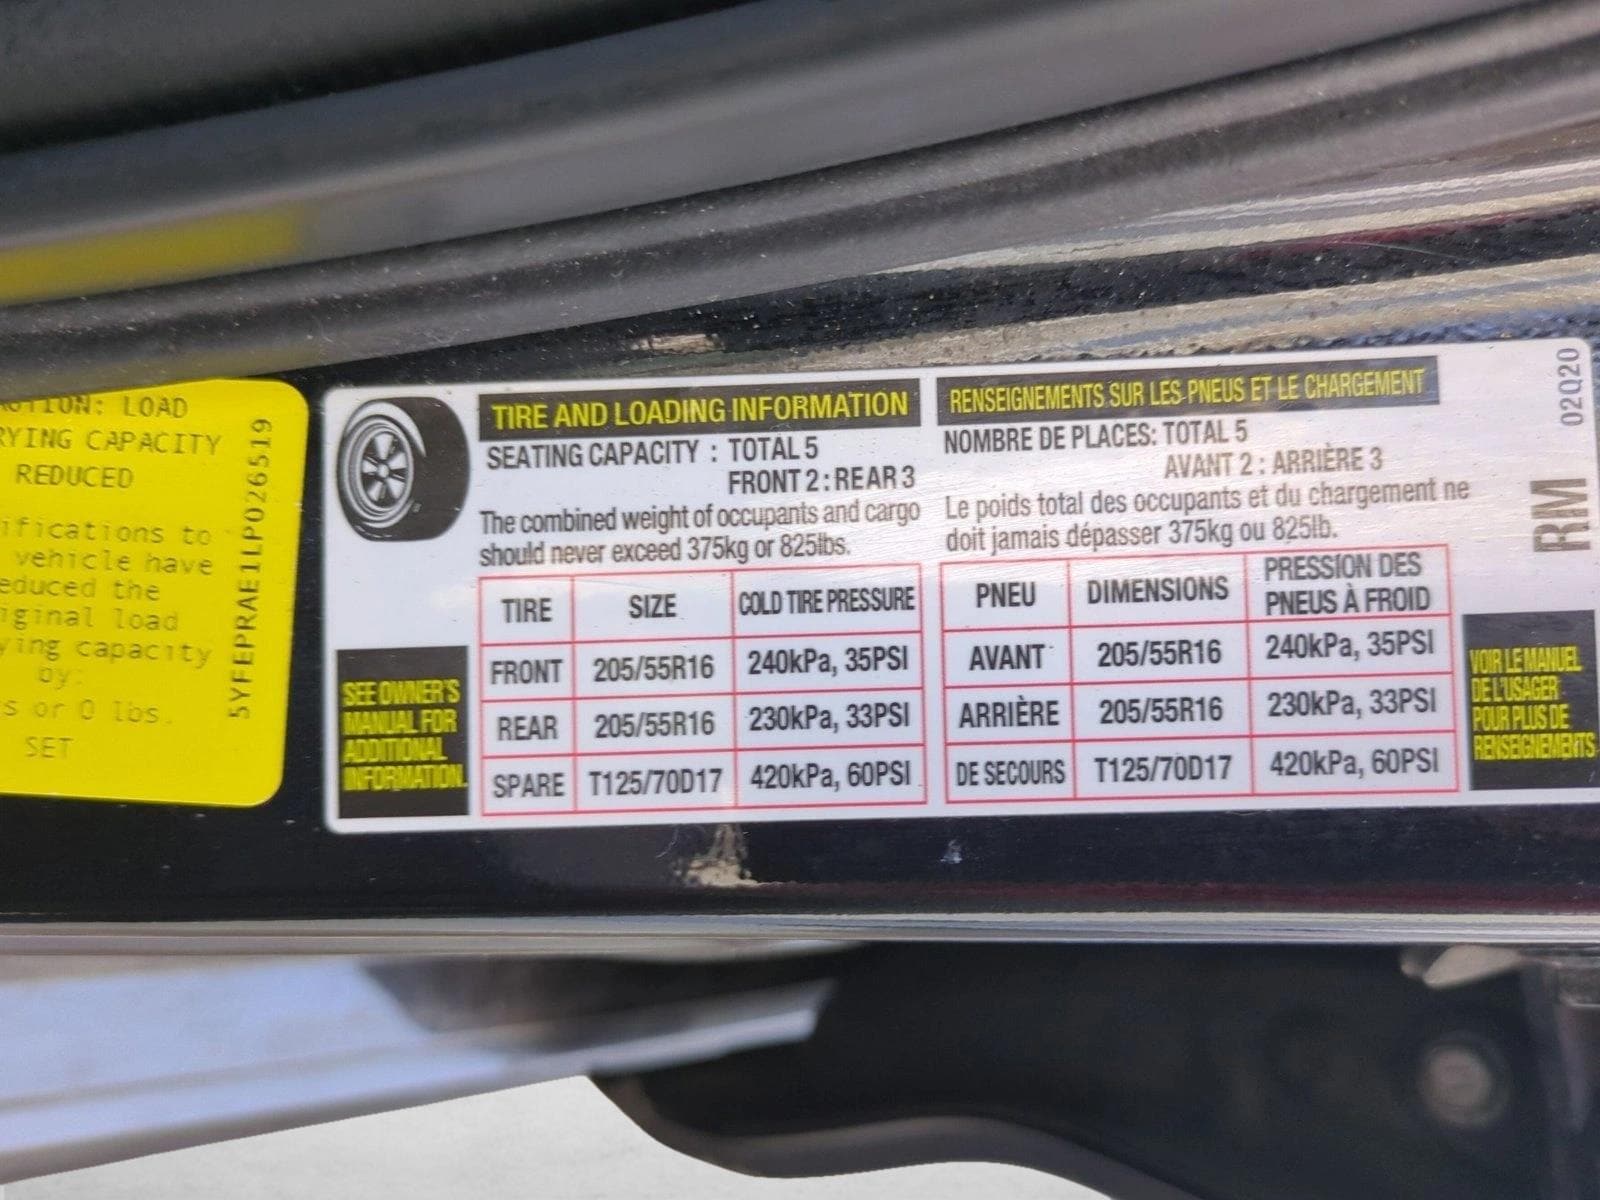 LOAD
CAPACITY
REDUCED
to
vehicle have
the
load
capacity
by:
or 0 lbs.
SET
5YFEPRAE1LP026519
TIRE AND LOADING INFORMATION
SEATING CAPACITY : TOTAL 5
FRONT 2 : REAR 3
The combined weight of occupants and cargo
should never exceed 375kg or 825lbs.
TIRE SIZE COLD TIRE PRESSURE
FRONT 205/55R16 240kPa, 35PSI
REAR 205/55R16 230kPa, 33PSI
SPARE T125/70D17 420kPa, 60PSI
SEE OWNER'S
MANUAL FOR
ADDITIONAL
INFORMATION.
RENSEIGNEMENTS SUR LES PNEUS ET LE CHARGEMENT
NOMBRE DE PLACES: TOTAL 5
AVANT 2 : ARRIÈRE 3
Le poids total des occupants et du chargement ne
doit jamais dépasser 375kg ou 825lb.
PNEU DIMENSIONS PRESSION DES
PNEUS À FROID
AVANT 205/55R16 240kPa, 35PSI
ARRIÈRE 205/55R16 230kPa, 33PSI
DE SECOURS T125/70D17 420kPa, 60PSI
VOIR LE MANUEL
DE L'USAGER
POUR PLUS DE
RENSEIGNEMENTS
02Q20
RM